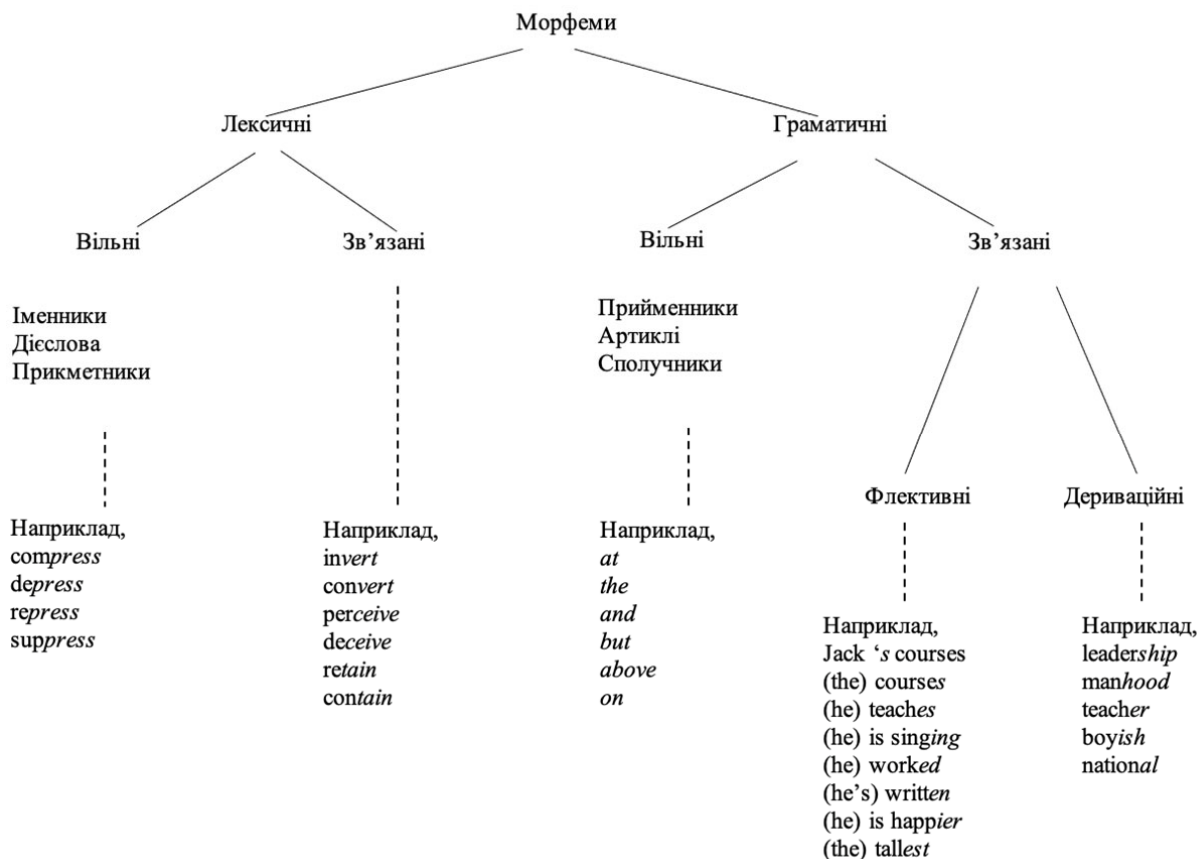 Морфеми
Лексичні
Граматичні
Вільні
Зв’язані
Вільні
Зв’язані
Іменники
Дієслова
Прикметники
Прийменники
Артиклі
Сполучники
Флективні
Дериваційні
Наприклад,
compress
depress
repress
suppress
Наприклад,
invert
convert
perceive
deceive
retain
contain
Наприклад,
at
the
and
but
above
on
Наприклад,
Jack ‘s courses
(the) courses
(he) teaches
(he) is singing
(he) worked
(he’s) written
(he) is happier
(the) tallest
Наприклад,
leadership
manhood
teacher
boyish
national